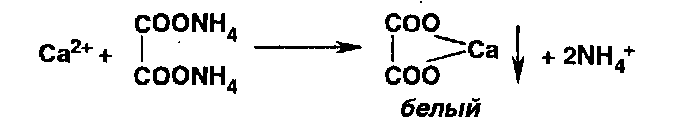 COONH₄ COO
Ca²⁺ + Ca + 2NH₄⁺
COONH₄ COO
белый